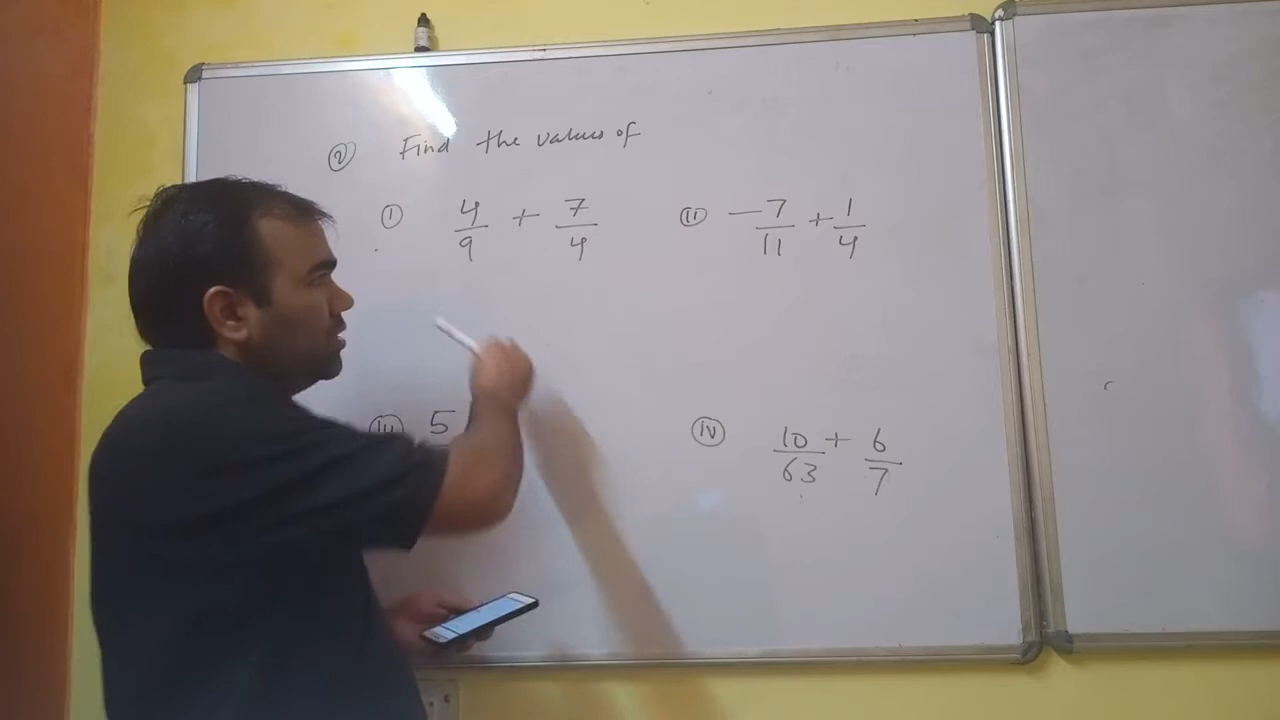 ② Find the values of
ⓘ 4/9 + 7/4 ⓘⓘ -7/11 + 1/4
ⓘⓘⓘ 5
ⓘⓥ 10/63 + 6/7